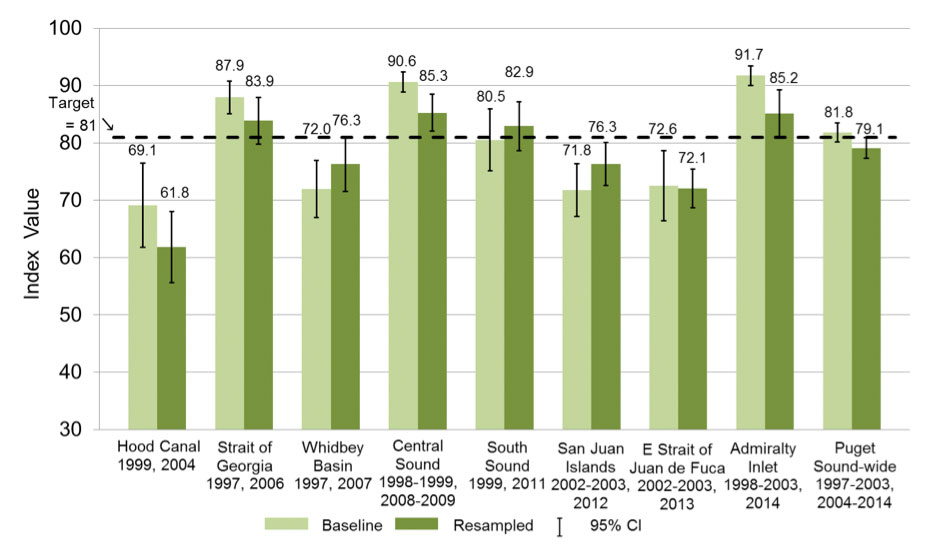 100
90
Target
= 81
80
70
60
50
40
30
Index Value
69.1
61.8
87.9
83.9
72.0
76.3
90.6
85.3
80.5
82.9
71.8
76.3
72.6
72.1
91.7
85.2
81.8
79.1
Hood Canal
1999, 2004
Strait of
Georgia
1997, 2006
Whidbey
Basin
1997, 2007
Central
Sound
1998-1999,
2008-2009
South
Sound
1999, 2011
San Juan
Islands
2002-2003,
2012
E Strait of
Juan de Fuca
2002-2003,
2013
Admiralty
Inlet
1998-2003,
2014
Puget
Sound-wide
1997-2003,
2004-2014
Baseline
Resampled
95% CI